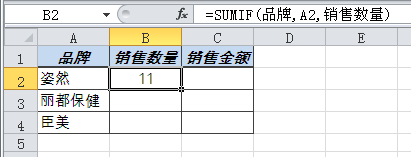 B2 fx =SUMIF(品牌,A2,销售数量)
A B C D E F
1 品牌 销售数量 销售金额
2 姿然 11
3 丽都保健
4 臣美
5